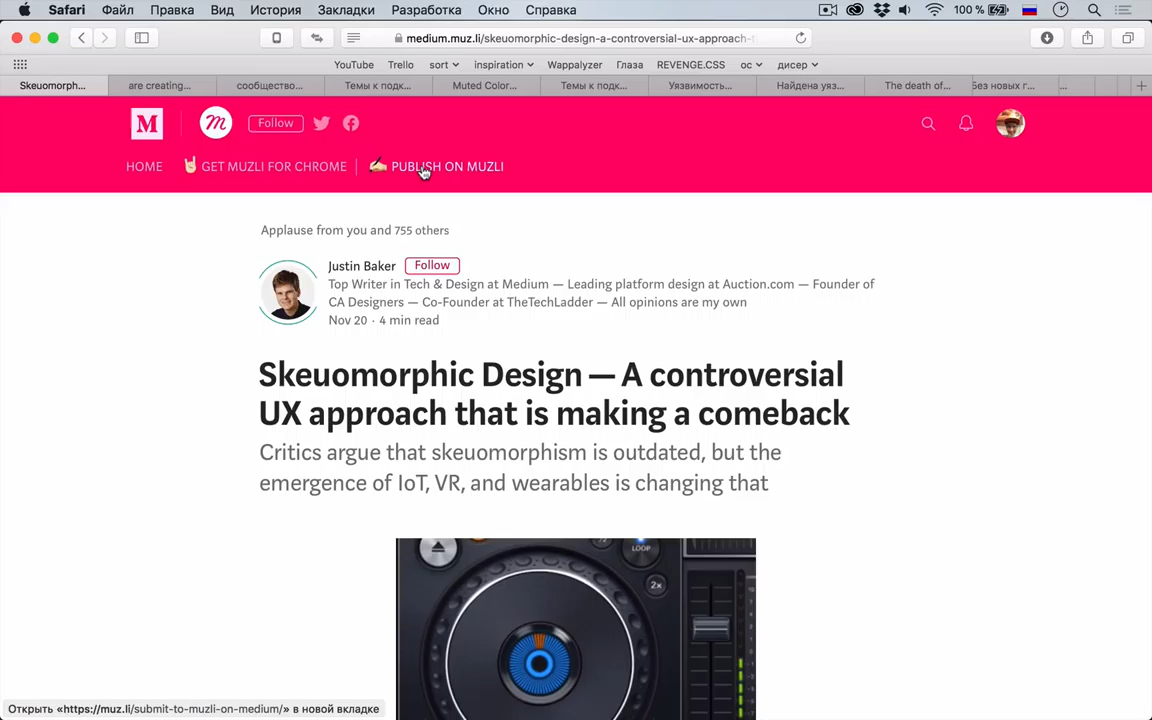 Safari Файл Правка Вид История Закладки Разработка Окно Справка 100 %
medium.muz.li/skeuomorphic-design-a-controversial-ux-approach-
YouTube Trello sort inspiration Wappalyzer Глаза REVENGE.CSS ос дисер
Skeuomorph... are creating... сообщество... Темы к подк... Muted Color... Темы к подк... Уязвимость... Найдена уяз... The death of... Без новых г... ...
M Follow
HOME GET MUZLI FOR CHROME PUBLISH ON MUZLI
Applause from you and 755 others
Justin Baker Follow
Top Writer in Tech & Design at Medium — Leading platform design at Auction.com — Founder of
CA Designers — Co-Founder at TheTechLadder — All opinions are my own
Nov 20 · 4 min read
Skeuomorphic Design — A controversial
UX approach that is making a comeback
Critics argue that skeuomorphism is outdated, but the
emergence of IoT, VR, and wearables is changing that
LOOP
2x
Открыть «https://muz.li/submit-to-muzli-on-medium/» в новой вкладке